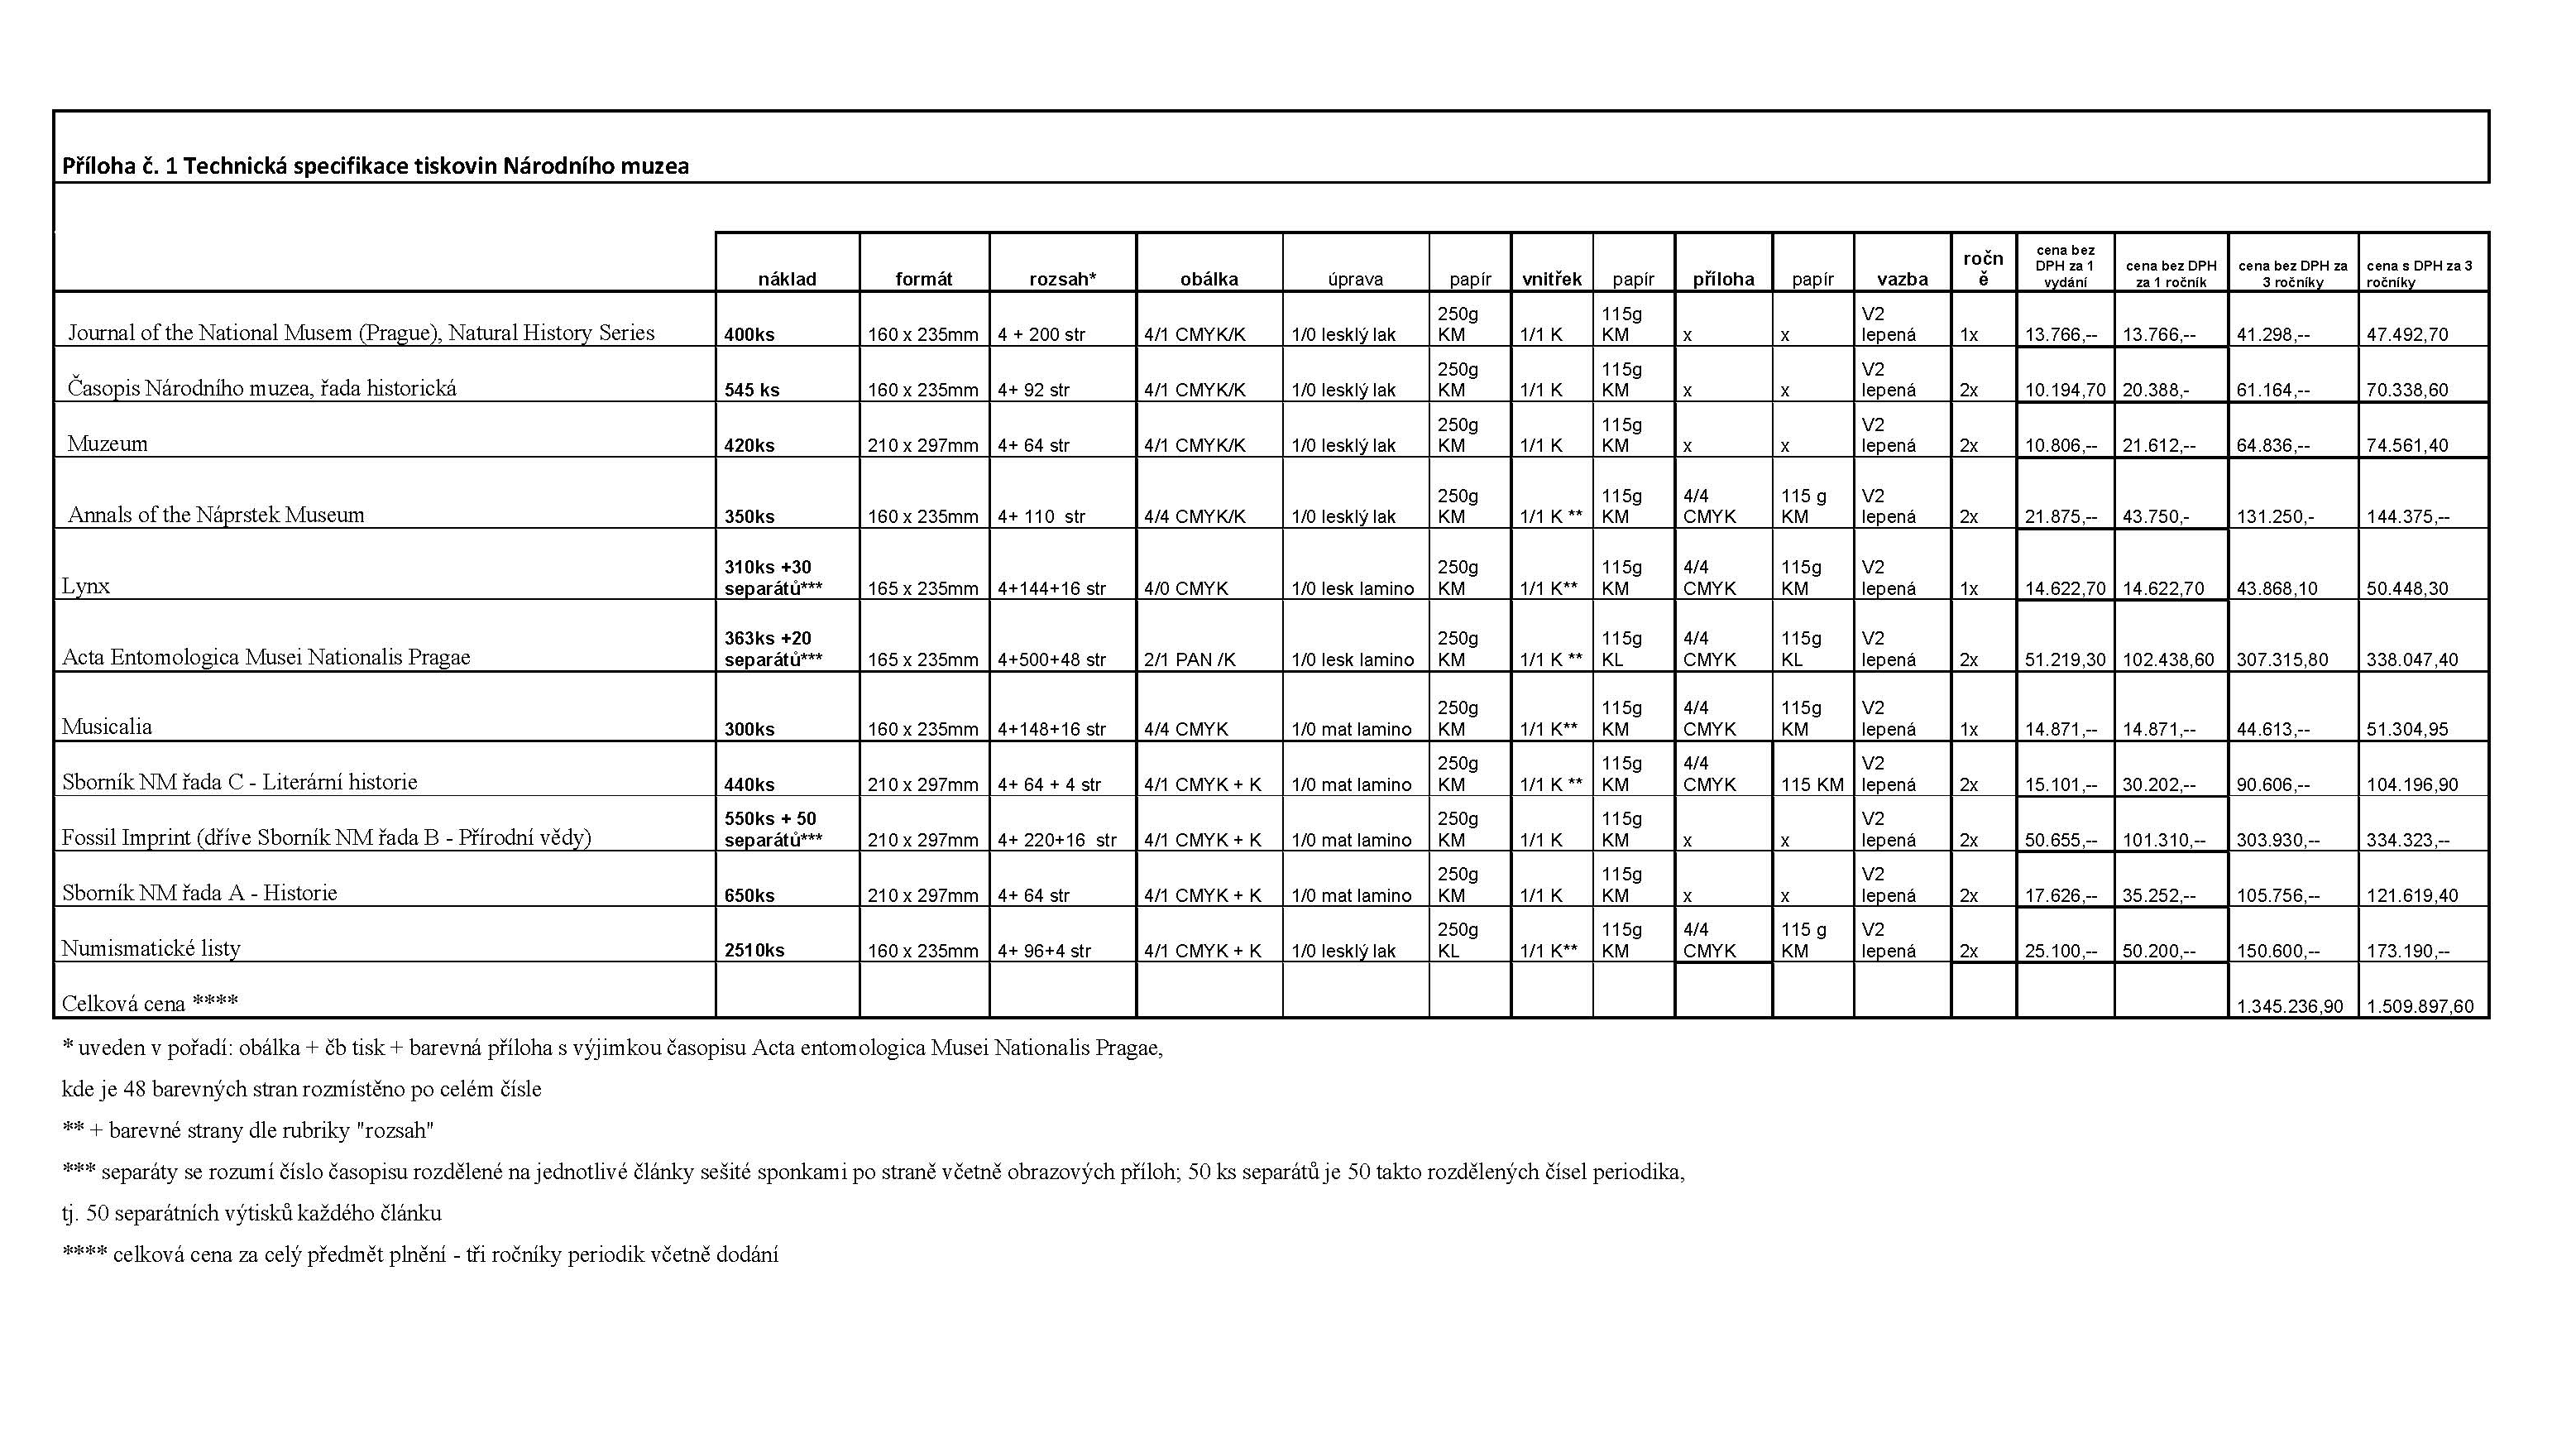 Příloha č. 1 Technická specifikace tiskovin Národního muzea
náklad formát rozsah* obálka úprava papír vnitřek papír příloha papír vazba ročn ě cena bez DPH za 1 vydání cena bez DPH za 1 ročník cena bez DPH za 3 ročníky cena s DPH za 3 ročníky
Journal of the National Musem (Prague), Natural History Series 400ks 160 x 235mm 4 + 200 str 4/1 CMYK/K 1/0 lesklý lak 250g KM 1/1 K 115g KM x x V2 lepená 1x 13.766,-- 13.766,-- 41.298,-- 47.492,70
Časopis Národního muzea, řada historická 545 ks 160 x 235mm 4+ 92 str 4/1 CMYK/K 1/0 lesklý lak 250g KM 1/1 K 115g KM x x V2 lepená 2x 10.194,70 20.388,- 61.164,-- 70.338,60
Muzeum 420ks 210 x 297mm 4+ 64 str 4/1 CMYK/K 1/0 lesklý lak 250g KM 1/1 K 115g KM x x V2 lepená 2x 10.806,-- 21.612,-- 64.836,-- 74.561,40
Annals of the Náprstek Museum 350ks 160 x 235mm 4+ 110 str 4/4 CMYK/K 1/0 lesklý lak 250g KM 1/1 K ** 115g KM 4/4 CMYK 115 g KM V2 lepená 2x 21.875,-- 43.750,- 131.250,- 144.375,--
Lynx 310ks +30 separátů*** 165 x 235mm 4+144+16 str 4/0 CMYK 1/0 lesk lamino 250g KM 1/1 K** 115g KM 4/4 CMYK 115g KM V2 lepená 1x 14.622,70 14.622,70 43.868,10 50.448,30
Acta Entomologica Musei Nationalis Pragae 363ks +20 separátů*** 165 x 235mm 4+500+48 str 2/1 PAN /K 1/0 lesk lamino 250g KM 1/1 K ** 115g KL 4/4 CMYK 115g KL V2 lepená 2x 51.219,30 102.438,60 307.315,80 338.047,40
Musicalia 300ks 160 x 235mm 4+148+16 str 4/4 CMYK 1/0 mat lamino 250g KM 1/1 K** 115g KM 4/4 CMYK 115g KM V2 lepená 1x 14.871,-- 14.871,-- 44.613,-- 51.304,95
Sborník NM řada C - Literární historie 440ks 210 x 297mm 4+ 64 + 4 str 4/1 CMYK + K 1/0 mat lamino 250g KM 1/1 K ** 115g KM 4/4 CMYK 115 KM V2 lepená 2x 15.101,-- 30.202,-- 90.606,-- 104.196,90
Fossil Imprint (dříve Sborník NM řada B - Přírodní vědy) 550ks + 50 separátů*** 210 x 297mm 4+ 220+16 str 4/1 CMYK + K 1/0 mat lamino 250g KM 1/1 K 115g KM x x V2 lepená 2x 50.655,-- 101.310,-- 303.930,-- 334.323,--
Sborník NM řada A - Historie 650ks 210 x 297mm 4+ 64 str 4/1 CMYK + K 1/0 mat lamino 250g KM 1/1 K 115g KM x x V2 lepená 2x 17.626,-- 35.252,-- 105.756,-- 121.619,40
Numismatické listy 2510ks 160 x 235mm 4+ 96+4 str 4/1 CMYK + K 1/0 lesklý lak 250g KL 1/1 K** 115g KM 4/4 CMYK 115 g KM V2 lepená 2x 25.100,-- 50.200,-- 150.600,-- 173.190,--
Celková cena **** 1.345.236,90 1.509.897,60
* uveden v pořadí: obálka + čb tisk + barevná příloha s výjimkou časopisu Acta entomologica Musei Nationalis Pragae,
kde je 48 barevných stran rozmístěno po celém čísle
** + barevné strany dle rubriky "rozsah"
*** separáty se rozumí číslo časopisu rozdělené na jednotlivé články sešité sponkami po straně včetně obrazových příloh; 50 ks separátů je 50 takto rozdělených čísel periodika,
tj. 50 separátních výtisků každého článku
**** celková cena za celý předmět plnění - tři ročníky periodik včetně dodání